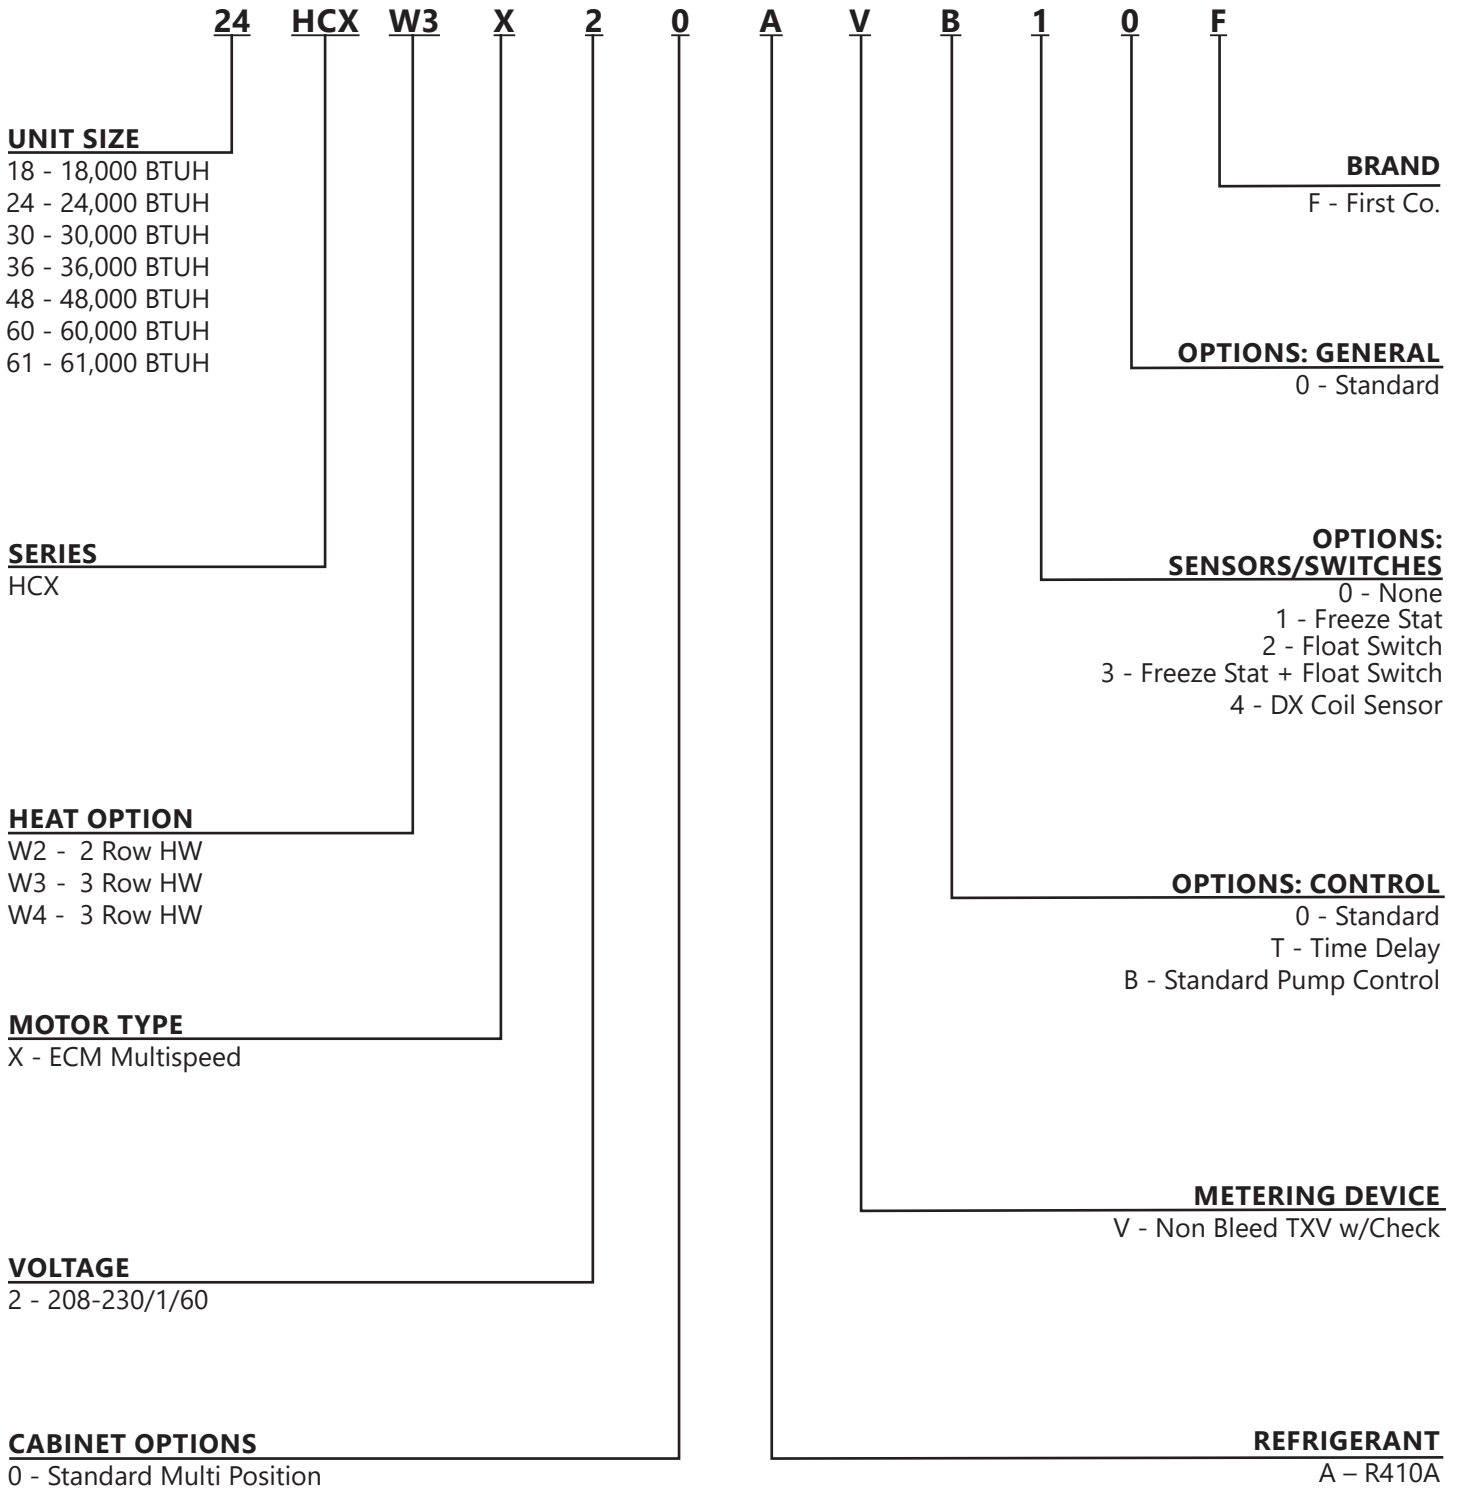 24 HCX W3 X 2 0 A V B 1 0 F
UNIT SIZE
18 - 18,000 BTUH
24 - 24,000 BTUH
30 - 30,000 BTUH
36 - 36,000 BTUH
48 - 48,000 BTUH
60 - 60,000 BTUH
61 - 61,000 BTUH
SERIES
HCX
HEAT OPTION
W2 - 2 Row HW
W3 - 3 Row HW
W4 - 3 Row HW
MOTOR TYPE
X - ECM Multispeed
VOLTAGE
2 - 208-230/1/60
CABINET OPTIONS
0 - Standard Multi Position
BRAND
F - First Co.
OPTIONS: GENERAL
0 - Standard
OPTIONS:
SENSORS/SWITCHES
0 - None
1 - Freeze Stat
2 - Float Switch
3 - Freeze Stat + Float Switch
4 - DX Coil Sensor
OPTIONS: CONTROL
0 - Standard
T - Time Delay
B - Standard Pump Control
METERING DEVICE
V - Non Bleed TXV w/Check
REFRIGERANT
A – R410A